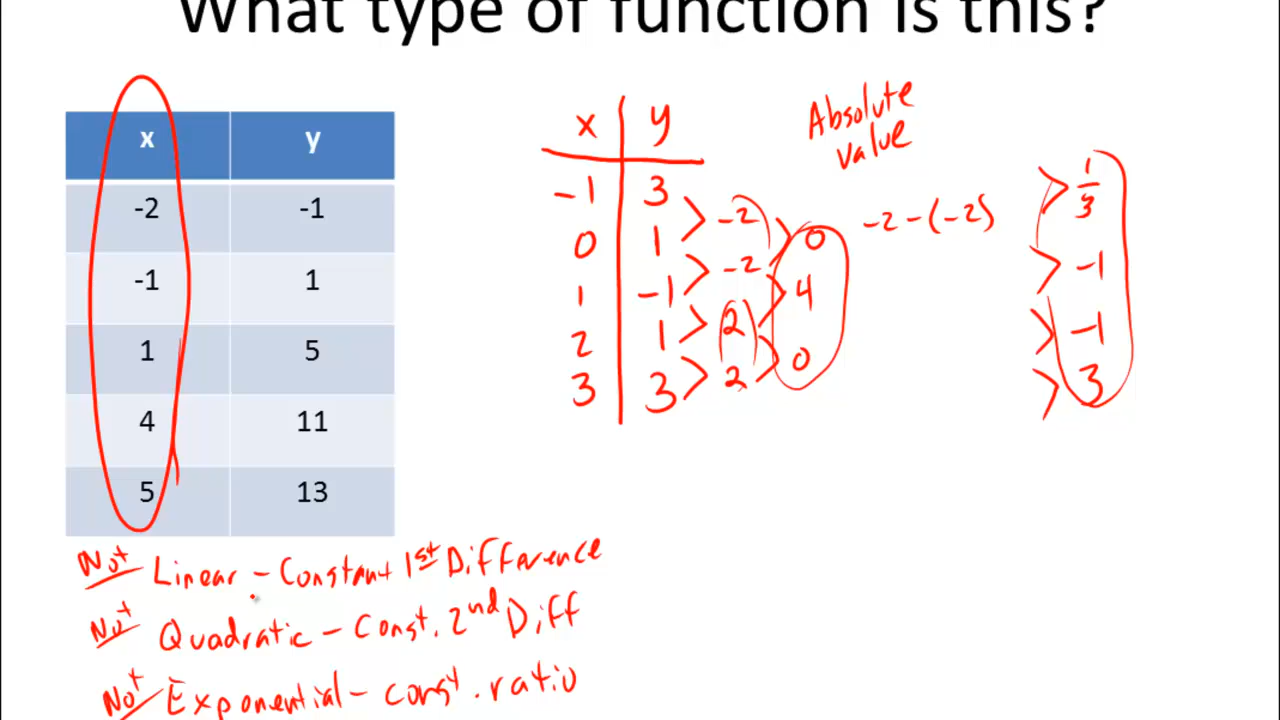 What type of function is this?
x y
-2 -1
-1 1
1 5
4 11
5 13
x y
-1 3
0 1
1 -1
2 1
3 3
> -2
> -2
> 2
> 2
> 0
> 4
> 0
Absolute
value
-2-(-2)
> 1/3
> -1
> -1
> 3
Not Linear - Constant 1st Difference
Not Quadratic - Const. 2nd Diff
Not Exponential - const. ratio